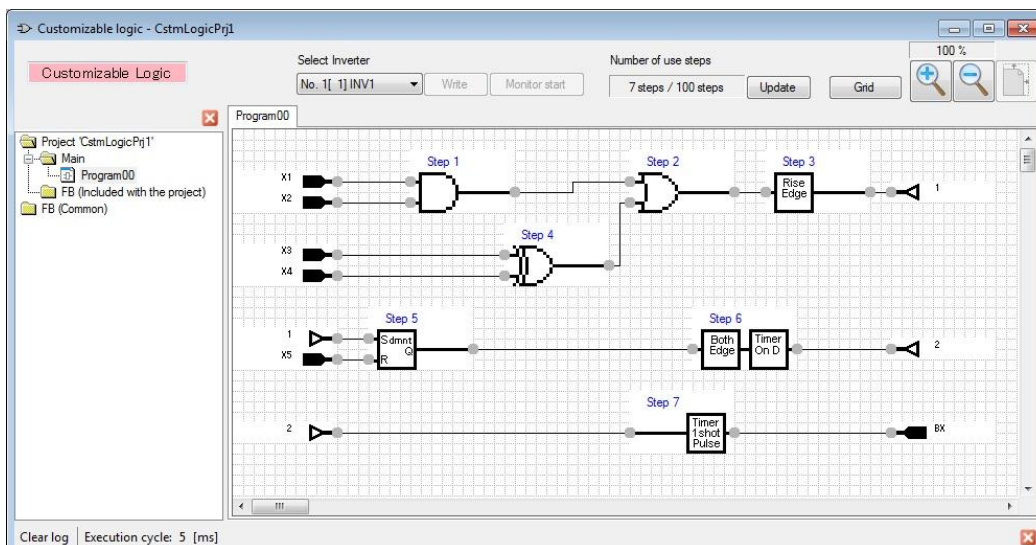 Customizable logic - CstmLogicPrj1
Customizable Logic
Select Inverter
No. 1[ 1] INV1
Write
Monitor start
Number of use steps
7 steps / 100 steps
Update
Grid
100 %
Project 'CstmLogicPrj1'
Main
Program00
FB (Included with the project)
FB (Common)
Program00
Step 1
Step 2
Step 3
X1
X2
Rise
Edge
1
Step 4
X3
X4
Step 5
Step 6
1
X5
S dmnt
Q
R
Both
Edge
Timer
On D
2
Step 7
2
Timer
1shot
Pulse
BX
Clear log
Execution cycle: 5 [ms]